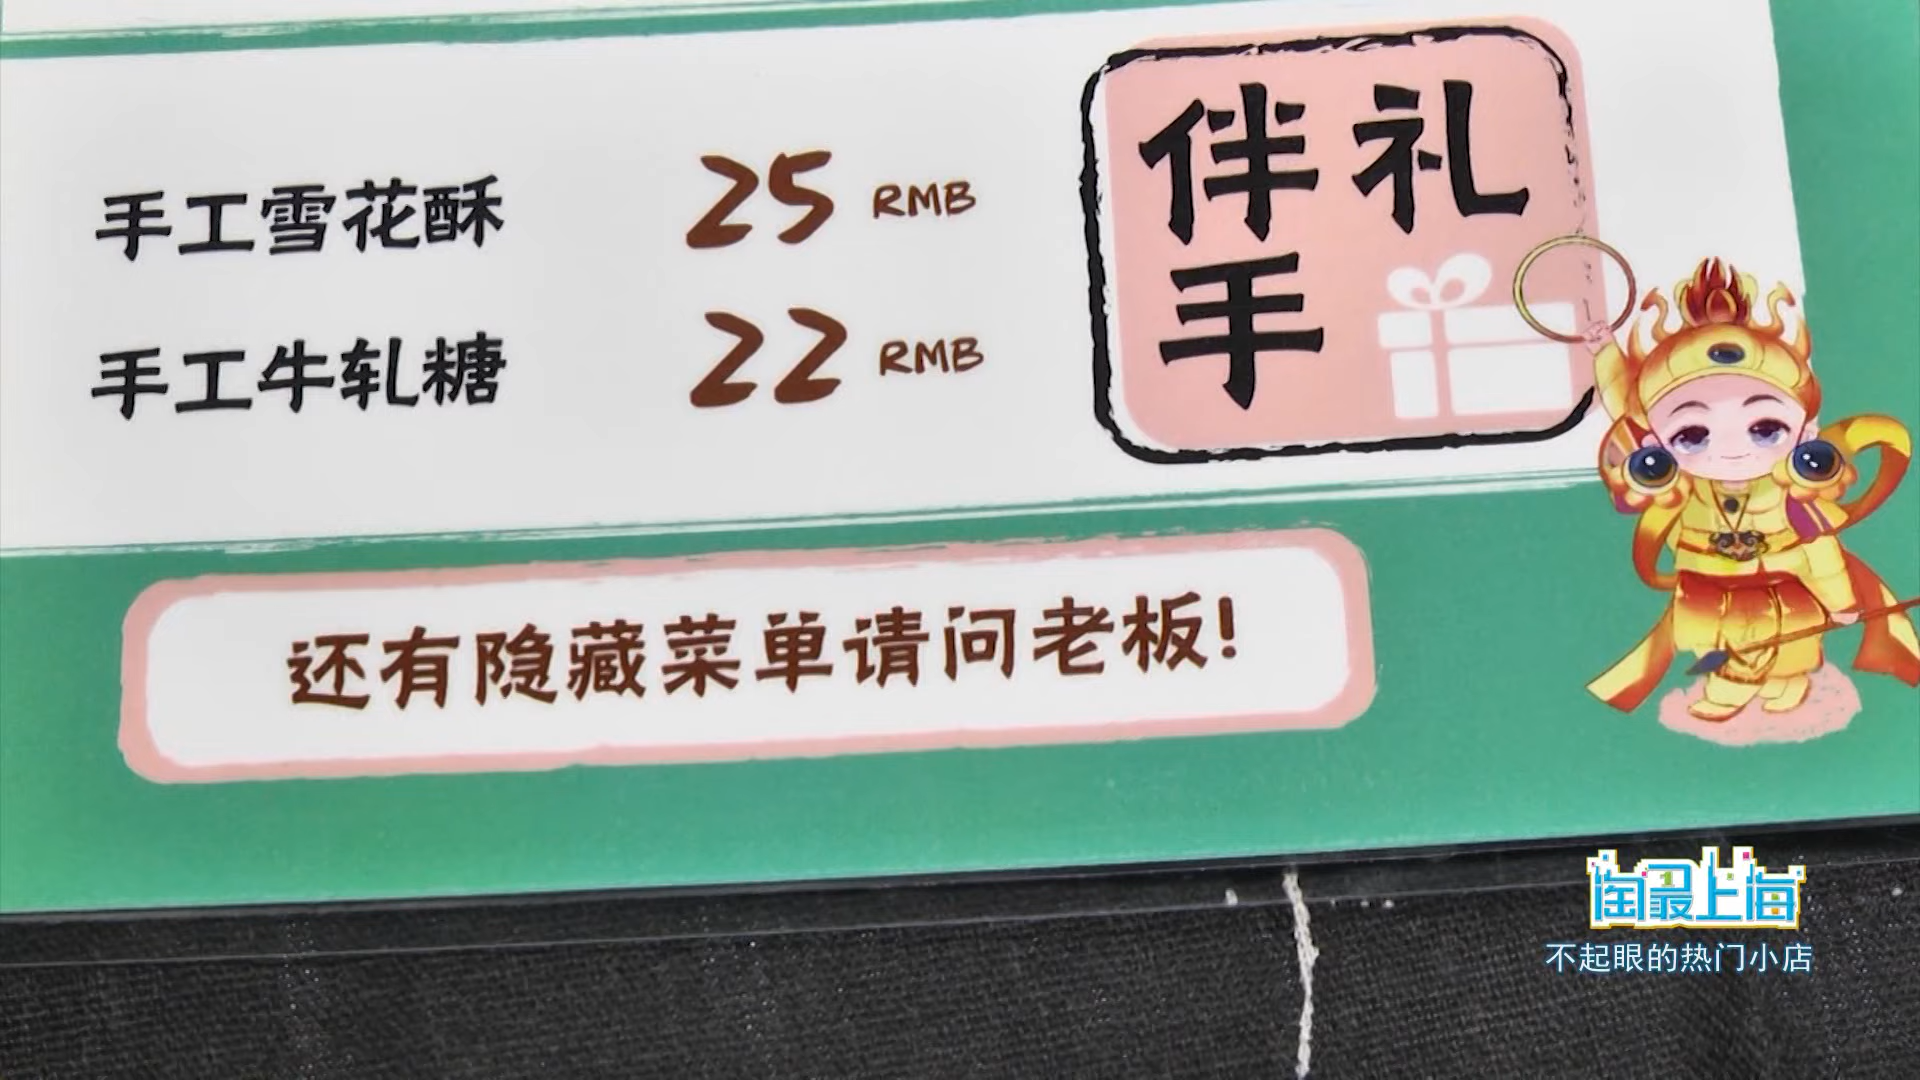 手工雪花酥 25 RMB
手工牛轧糖 22 RMB
伴礼
手
还有隐藏菜单请问老板!
淘最上海
不起眼的热门小店